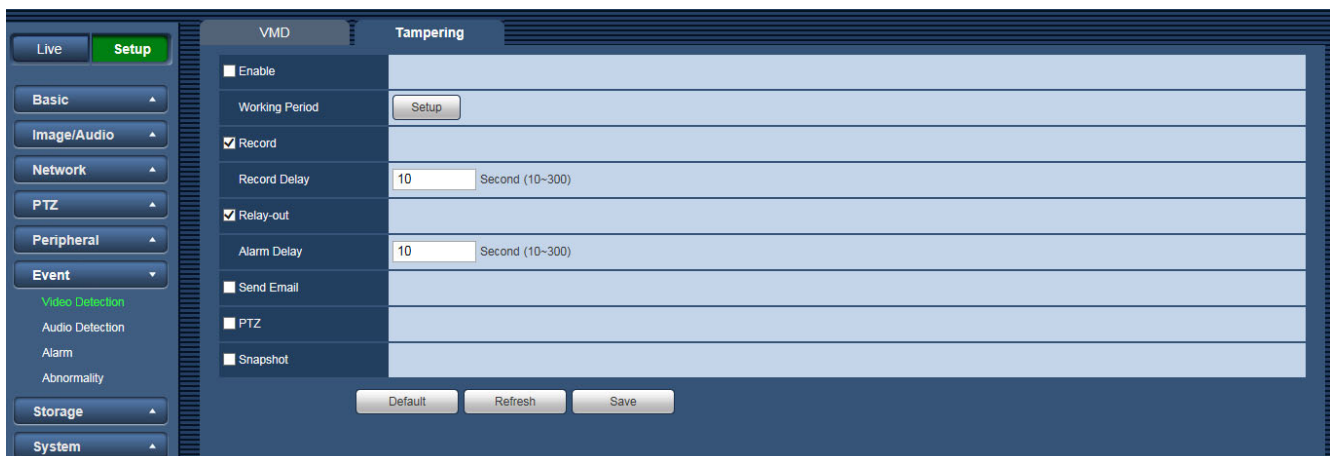 Live Setup
Basic
Image/Audio
Network
PTZ
Peripheral
Event
Video Detection
Audio Detection
Alarm
Abnormality
Storage
System
VMD Tampering
Enable
Working Period Setup
Record
Record Delay 10 Second (10~300)
Relay-out
Alarm Delay 10 Second (10~300)
Send Email
PTZ
Snapshot
Default Refresh Save